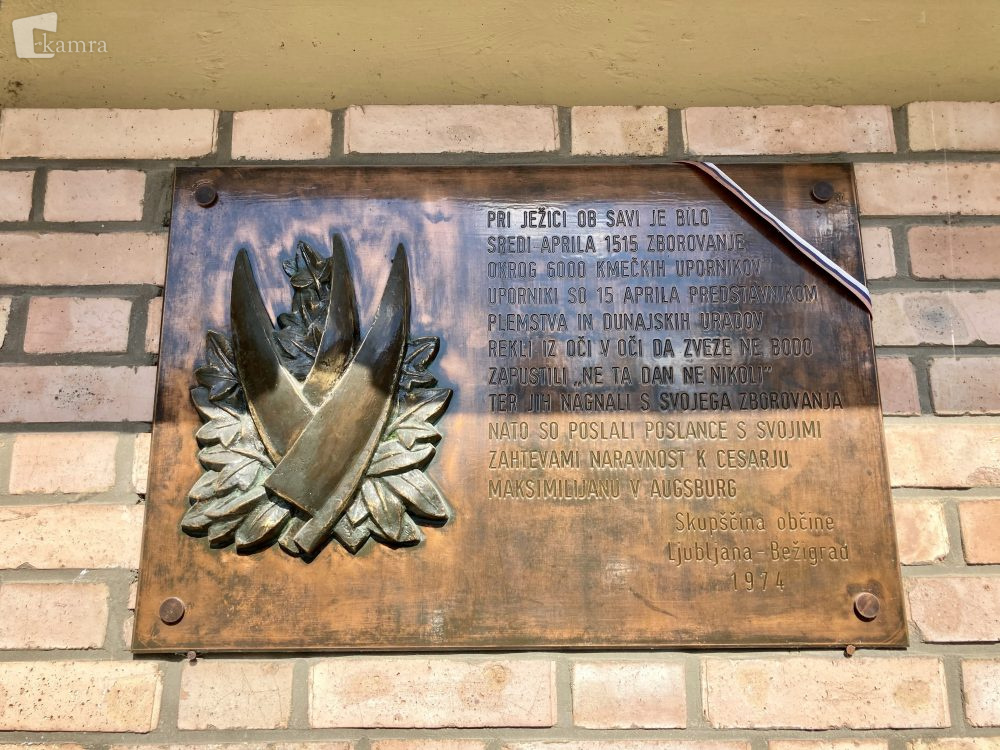 kamra
PRI JEŽICI OB SAVI JE BILO
SREDI APRILA 1515 ZBOROVANJE
OKROG 6000 KMEČKIH UPORNIKOV
UPORNIKI SO 15 APRILA PREDSTAVNIKOM
PLEMSTVA IN DUNAJSKIH URADOV
REKLI IZ OČI V OČI DA ZVEZE NE BODO
ZAPUSTILI „NE TA DAN NE NIKOLI"
TER JIH NAGNALI S SVOJEGA ZBOROVANJA
NATO SO POSLALI POSLANCE S SVOJIMI
ZAHTEVAMI NARAVNOST K CESARJU
MAKSIMILIJANU V AUGSBURG
Skupščina občine
Ljubljana-Bežigrad
1974